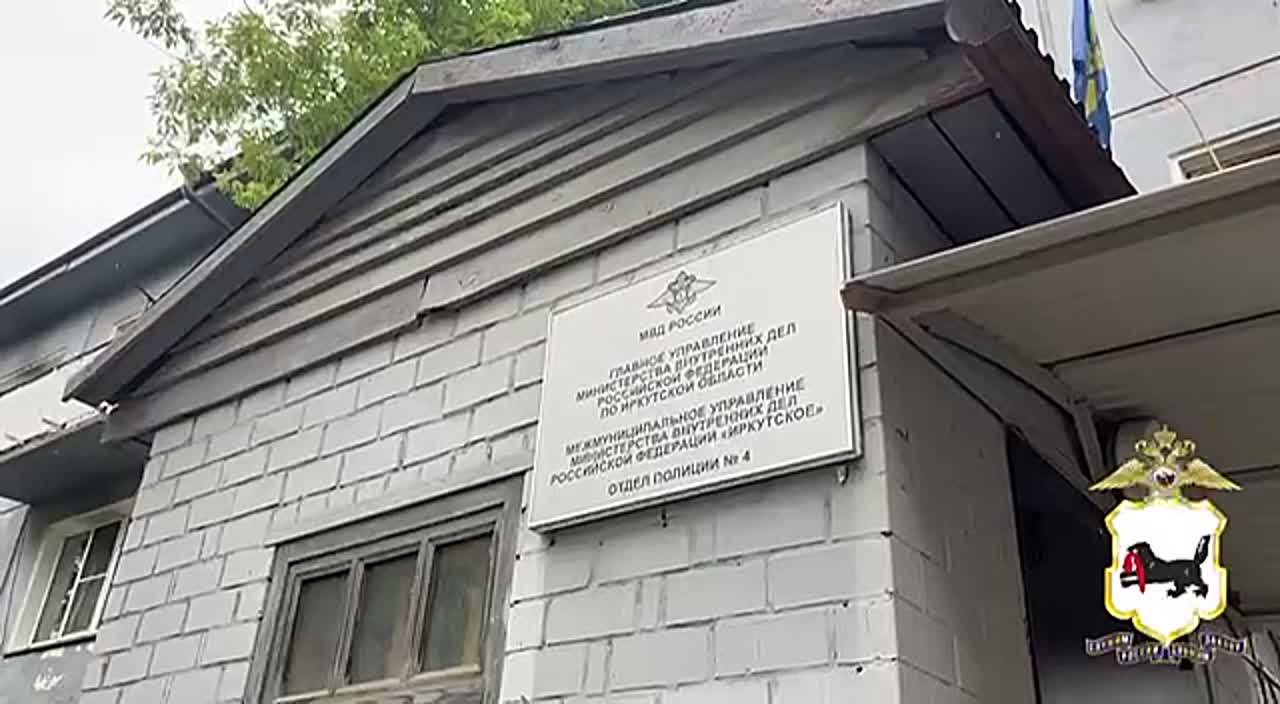 МВД РОССИИ
ГЛАВНОЕ УПРАВЛЕНИЕ
МИНИСТЕРСТВА ВНУТРЕННИХ ДЕЛ
РОССИЙСКОЙ ФЕДЕРАЦИИ
ПО ИРКУТСКОЙ ОБЛАСТИ
МЕЖМУНИЦИПАЛЬНОЕ УПРАВЛЕНИЕ
МИНИСТЕРСТВА ВНУТРЕННИХ ДЕЛ
РОССИЙСКОЙ ФЕДЕРАЦИИ «ИРКУТСКОЕ»
ОТДЕЛ ПОЛИЦИИ № 4